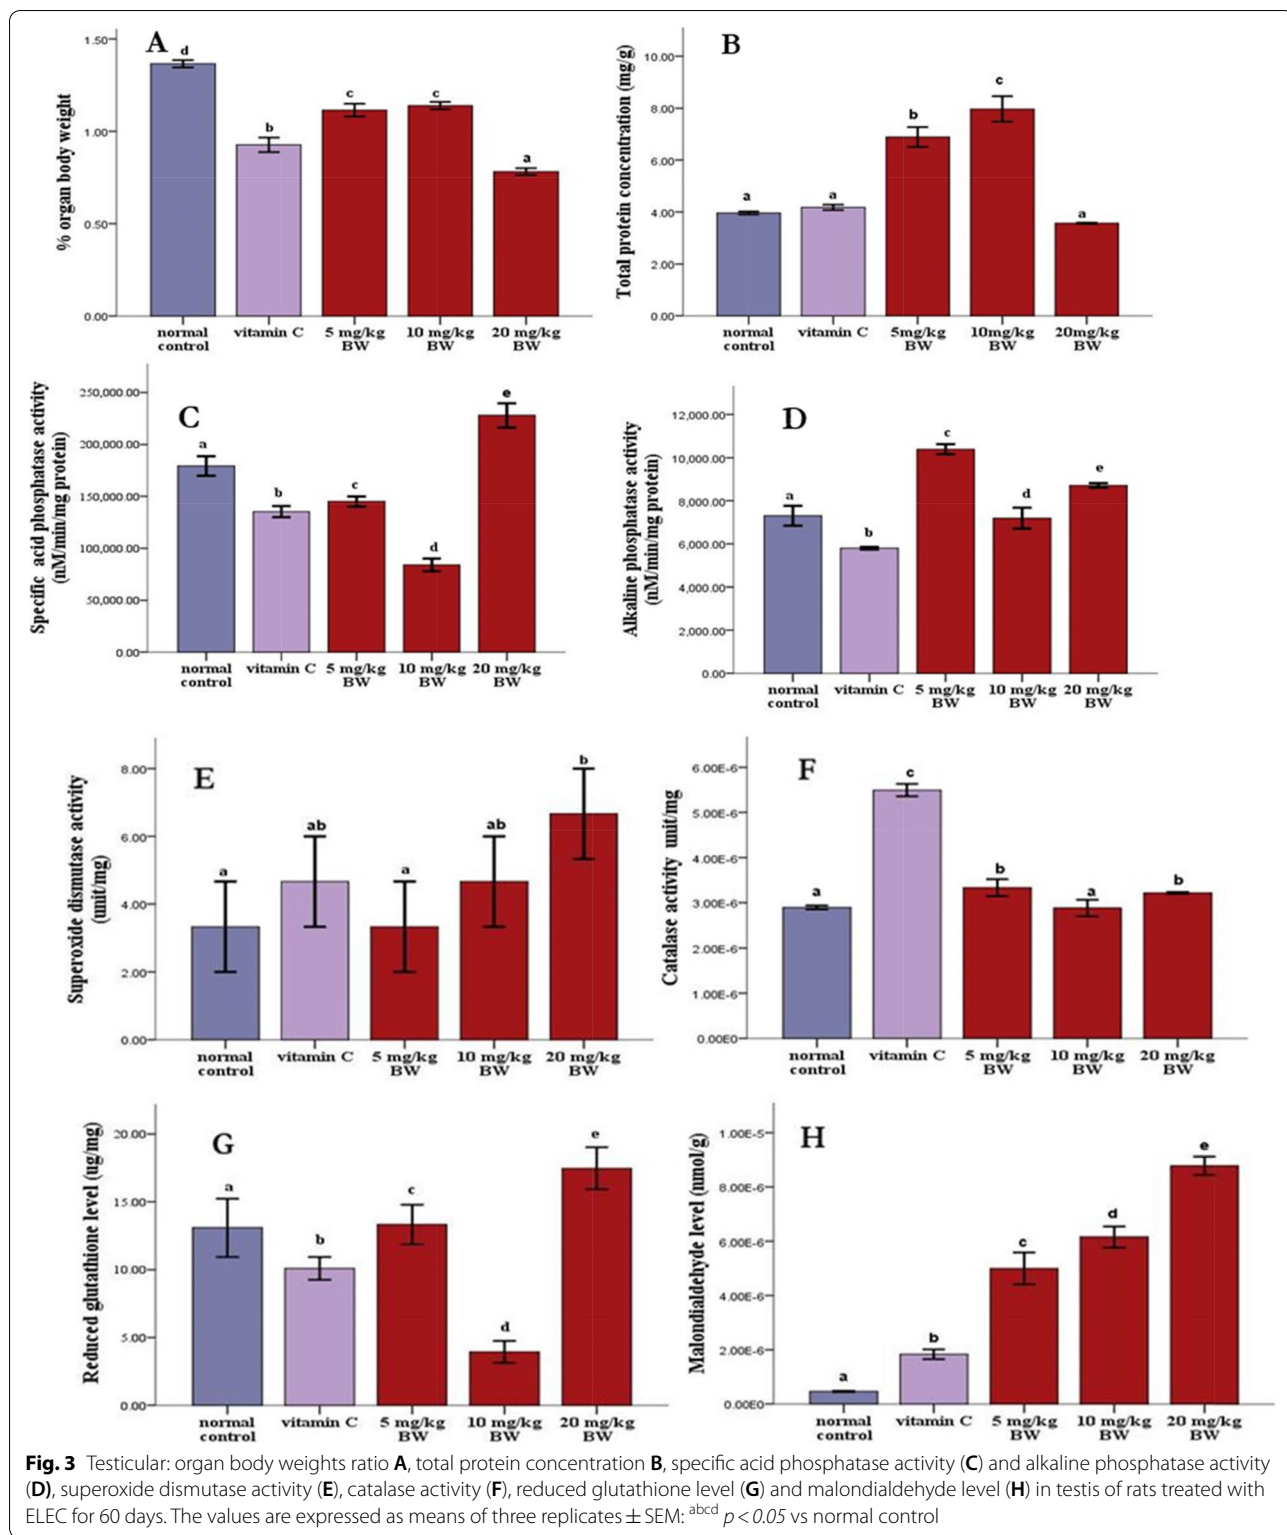 A
% organ body weight
1.50
1.00
0.50
0.00
d
b
c
c
a
normal control
vitamin C
5 mg/kg BW
10 mg/kg BW
20 mg/kg BW
B
Total protein concentration (mg/g)
10.00
8.00
6.00
4.00
2.00
0.00
a
a
b
c
a
normal control
vitamin C
5mg/kg BW
10mg/kg BW
20mg/kg BW
C
Specific acid phosphatase activity
(nM/min/mg protein)
250,000.00
200,000.00
150,000.00
100,000.00
50,000.00
0.00
a
b
c
d
e
normal control
vitamin C
5 mg/kg BW
10 mg/kg BW
20 mg/kg BW
D
Alkaline phosphatase activity
(nM/min/mg protein)
12,000.00
10,000.00
8,000.00
6,000.00
4,000.00
2,000.00
0.00
a
b
c
d
e
normal control
vitamin C
5 mg/kg BW
10 mg/kg BW
20 mg/kg BW
E
Superoxide dismutase activity
(unit/mg)
8.00
6.00
4.00
2.00
0.00
a
ab
a
ab
b
normal control
vitamin C
5 mg/kg BW
10 mg/kg BW
20 mg/kg BW
F
Catalase activity unit/mg
6.00E-6
5.00E-6
4.00E-6
3.00E-6
2.00E-6
1.00E-6
0.00E0
a
c
b
a
b
normal control
vitamin C
5 mg/kg BW
10 mg/kg BW
20 mg/kg BW
G
Reduced glutathione level (ug/mg)
20.00
15.00
10.00
5.00
0.00
a
b
c
d
e
normal control
vitamin C
5 mg/kg BW
10 mg/kg BW
20 mg/kg BW
H
Malondialdehyde level (nmol/g)
1.00E-5
8.00E-6
6.00E-6
4.00E-6
2.00E-6
0.00E0
a
b
c
d
e
normal control
vitamin C
5 mg/kg BW
10 mg/kg BW
20 mg/kg BW
Fig. 3 Testicular: organ body weights ratio A, total protein concentration B, specific acid phosphatase activity (C) and alkaline phosphatase activity
(D), superoxide dismutase activity (E), catalase activity (F), reduced glutathione level (G) and malondialdehyde level (H) in testis of rats treated with
ELEC for 60 days. The values are expressed as means of three replicates ± SEM: abcd p < 0.05 vs normal control